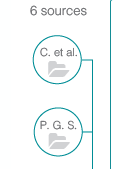 6 sources
C. et al.
P. G. S.